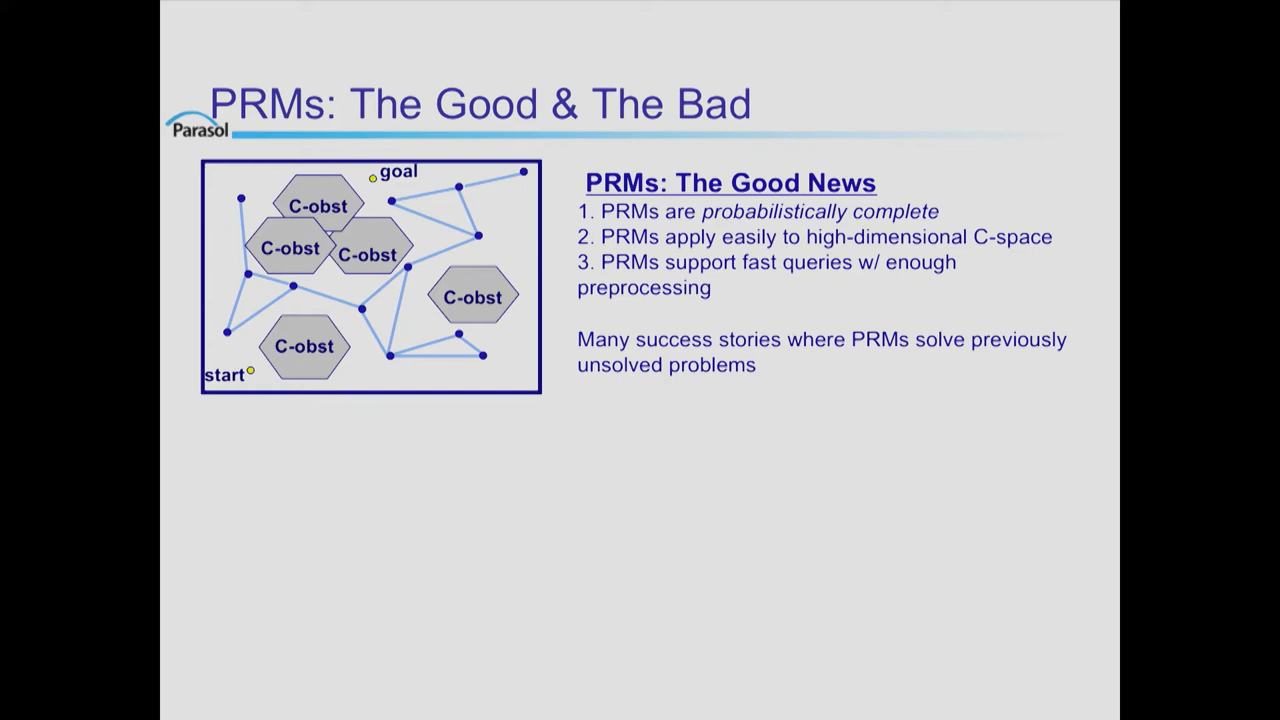 PRMs: The Good & The Bad
Parasol
goal
C-obst
C-obst
C-obst
C-obst
C-obst
start
PRMs: The Good News
1. PRMs are probabilistically complete
2. PRMs apply easily to high-dimensional C-space
3. PRMs support fast queries w/ enough
preprocessing
Many success stories where PRMs solve previously
unsolved problems